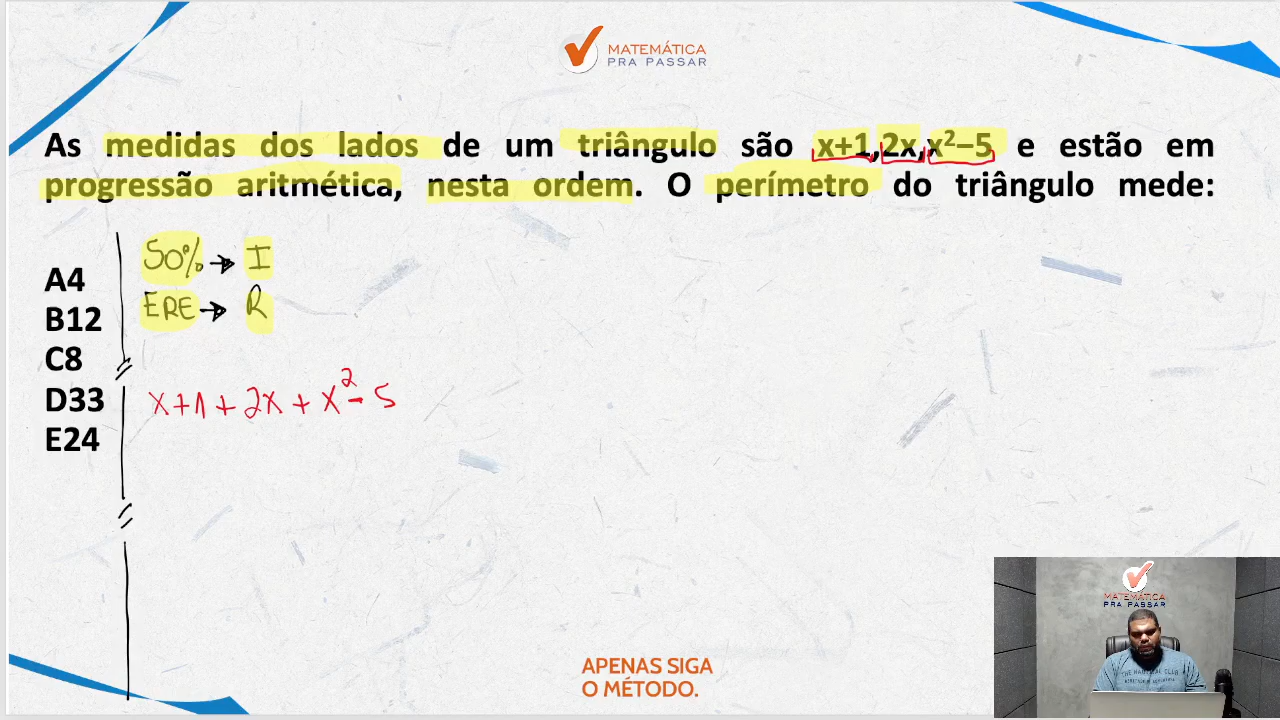 MATEMÁTICA
PRA PASSAR
As medidas dos lados de um triângulo são x+1,2x,x²−5 e estão em
progressão aritmética, nesta ordem. O perímetro do triângulo mede:
50% → I
A4
ERE → R
B12
C8
D33
x+1+2x+x²-5
E24
MATEMÁTICA
PRA PASSAR
APENAS SIGA
O MÉTODO.